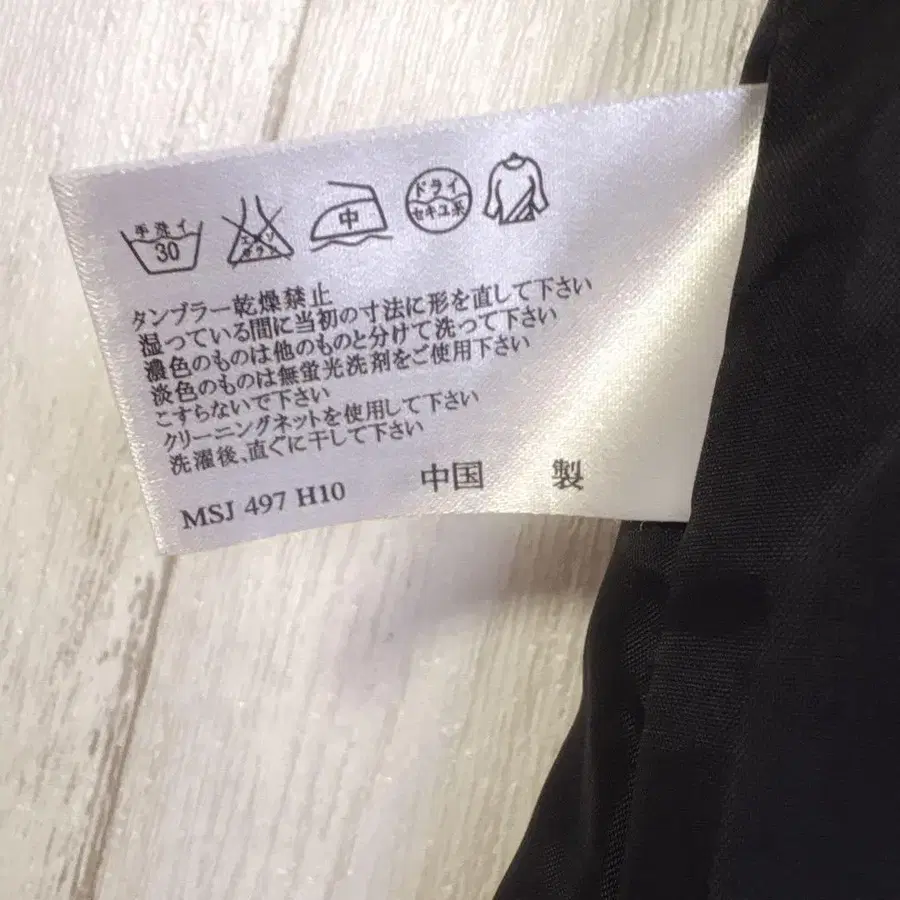 手洗イ
30
エンソ
サラシ
中
ドライ
セキユ系
タンブラー乾燥禁止
湿っている間に当初の寸法に形を直して下さい
濃色のものは他のものと分けて洗って下さい
淡色のものは無蛍光洗剤をご使用下さい
こすらないで下さい
クリーニングネットを使用して下さい
洗濯後、直ぐに干して下さい
MSJ 497 H10 中国 製